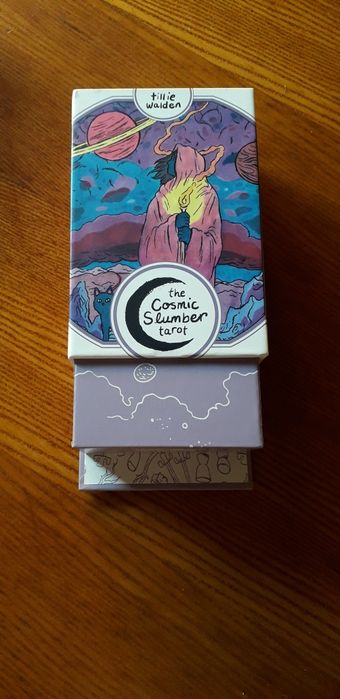 tillie
walden
the
Cosmic
Slumber
tarot